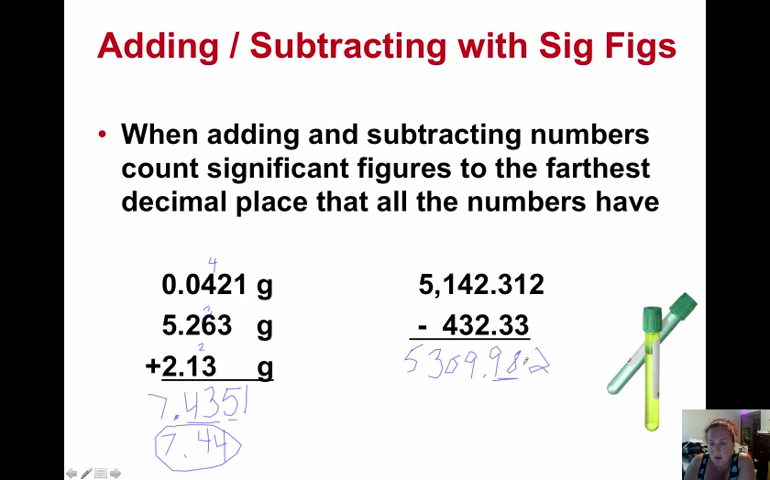 Adding / Subtracting with Sig Figs
• When adding and subtracting numbers
count significant figures to the farthest
decimal place that all the numbers have
4
0.0421 g
3
5.263 g
2
+2.13 g
7.4351
7.44
5,142.312
- 432.33
5309.982